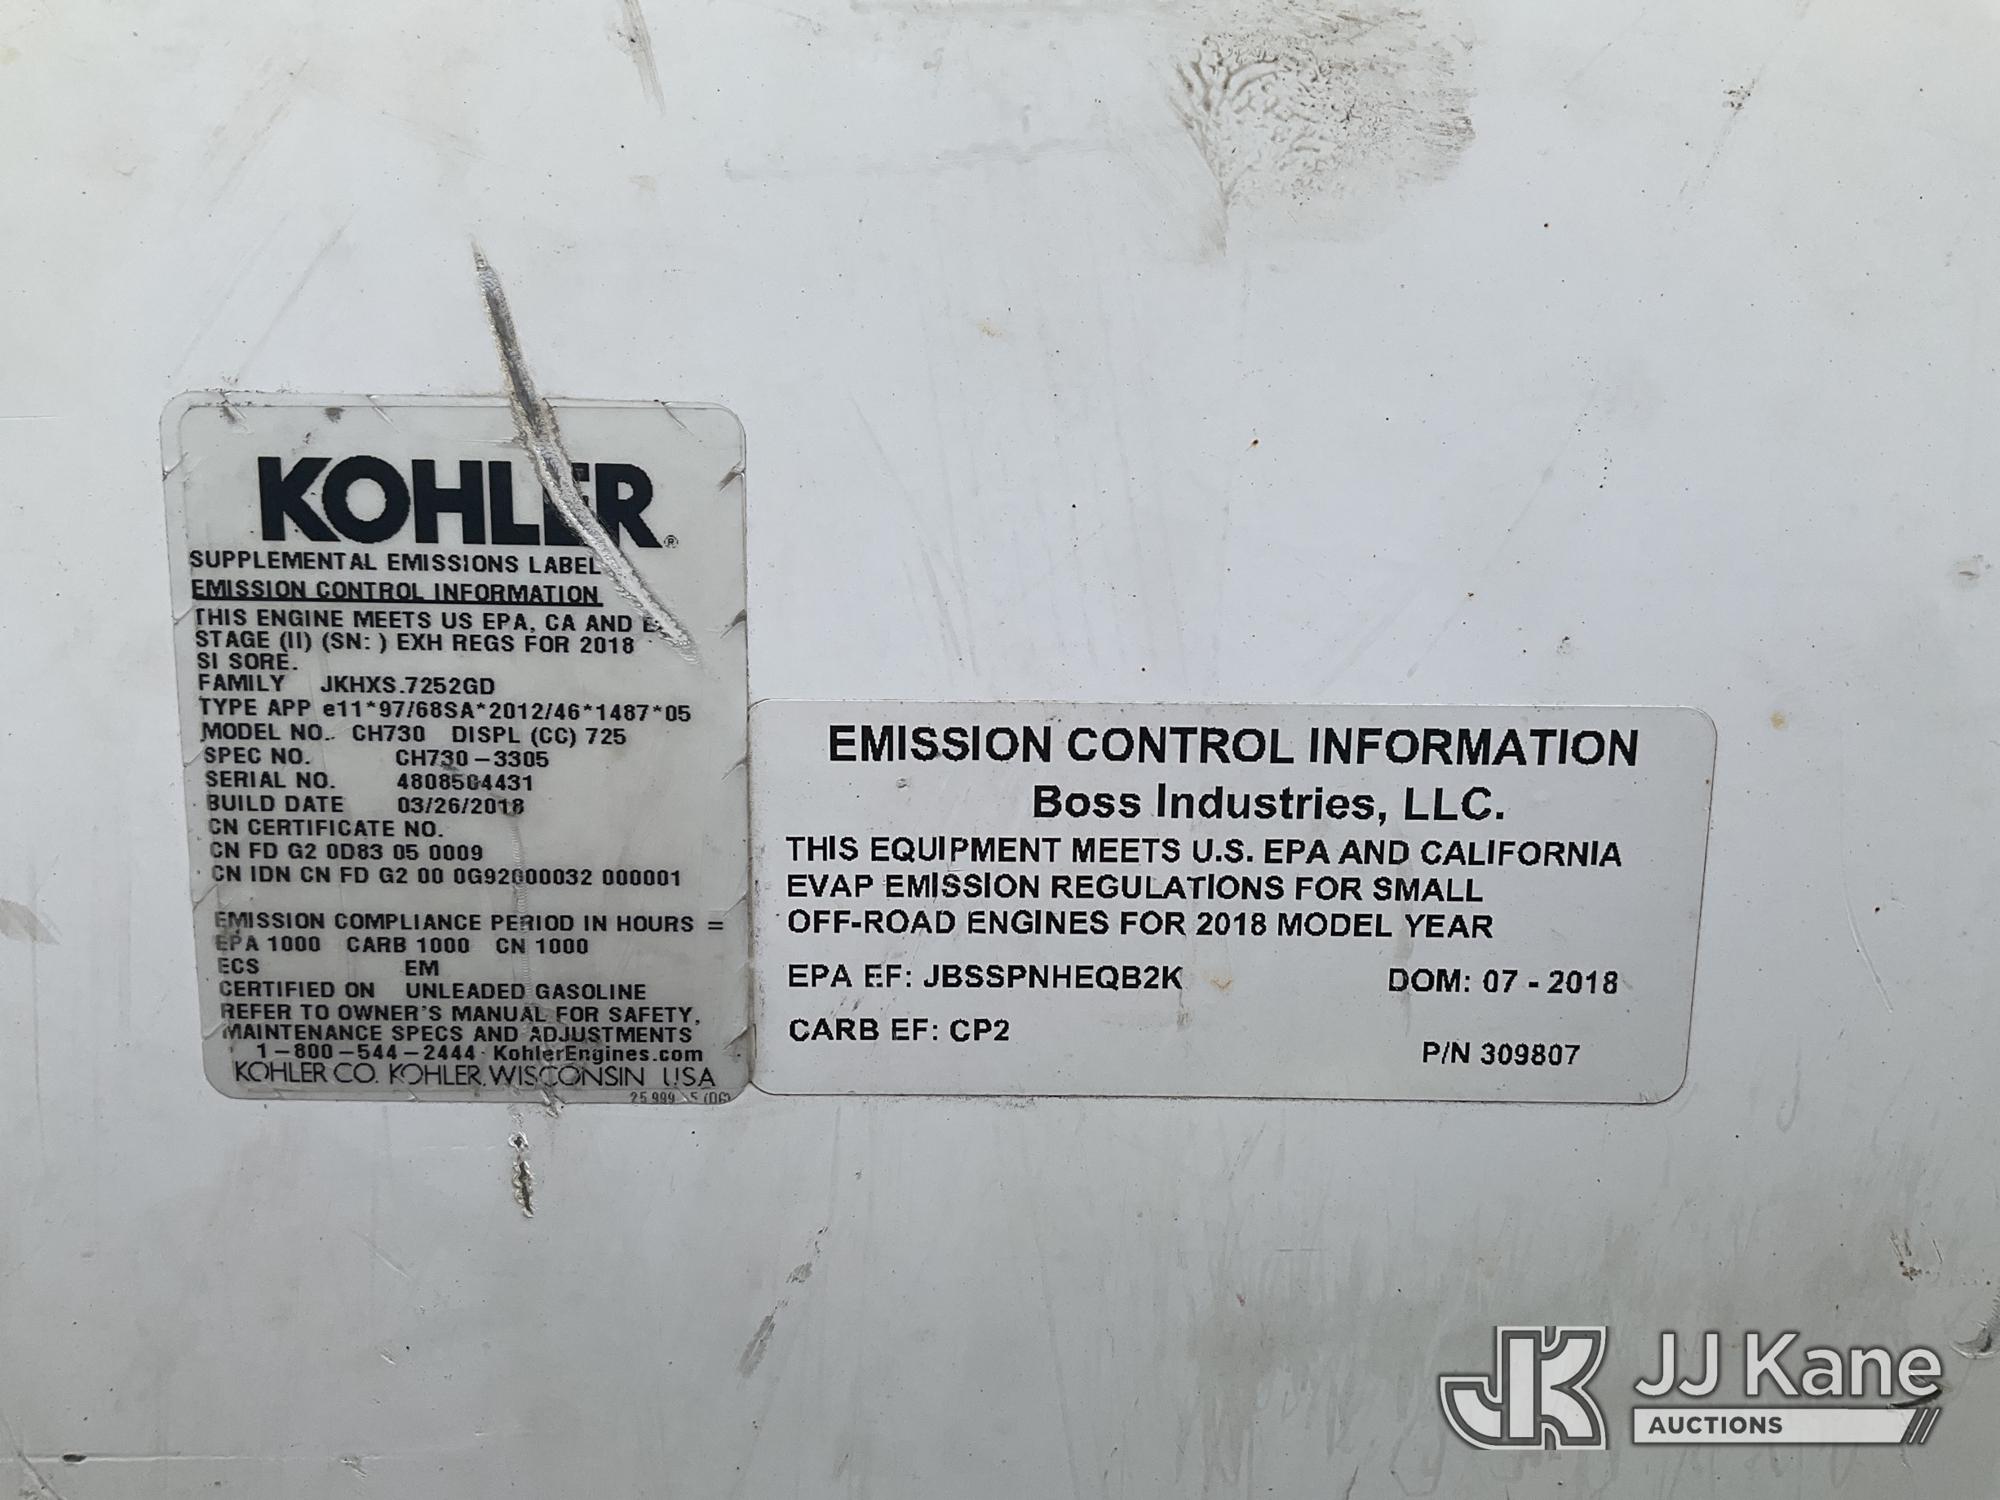 KOHLER®
SUPPLEMENTAL EMISSIONS LABEL
EMISSION CONTROL INFORMATION
THIS ENGINE MEETS US EPA, CA AND
STAGE (II) (SN: ) EXH REGS FOR 2018
SI SORE.
FAMILY JKHXS.7252GD
TYPE APP e11*97/68SA*2012/46*1487*05
MODEL NO. CH730 DISPL (CC) 725
SPEC NO. CH730-3305
SERIAL NO. 4808504431
BUILD DATE 03/26/2018
CN CERTIFICATE NO.
CN FD G2 0D83 05 0009
CN IDN CN FD G2 00 0G92000032 000001
EMISSION COMPLIANCE PERIOD IN HOURS =
EPA 1000 CARB 1000 CN 1000
ECS EM
CERTIFIED ON UNLEADED GASOLINE
REFER TO OWNER'S MANUAL FOR SAFETY,
MAINTENANCE SPECS AND ADJUSTMENTS
1-800-544-2444 KohlerEngines.com
KOHLER CO. KOHLER, WISCONSIN USA
25 999
EMISSION CONTROL INFORMATION
Boss Industries, LLC.
THIS EQUIPMENT MEETS U.S. EPA AND CALIFORNIA
EVAP EMISSION REGULATIONS FOR SMALL
OFF-ROAD ENGINES FOR 2018 MODEL YEAR
EPA EF: JBSSPNHEQB2K DOM: 07 - 2018
CARB EF: CP2
P/N 309807
JK JJ Kane
AUCTIONS